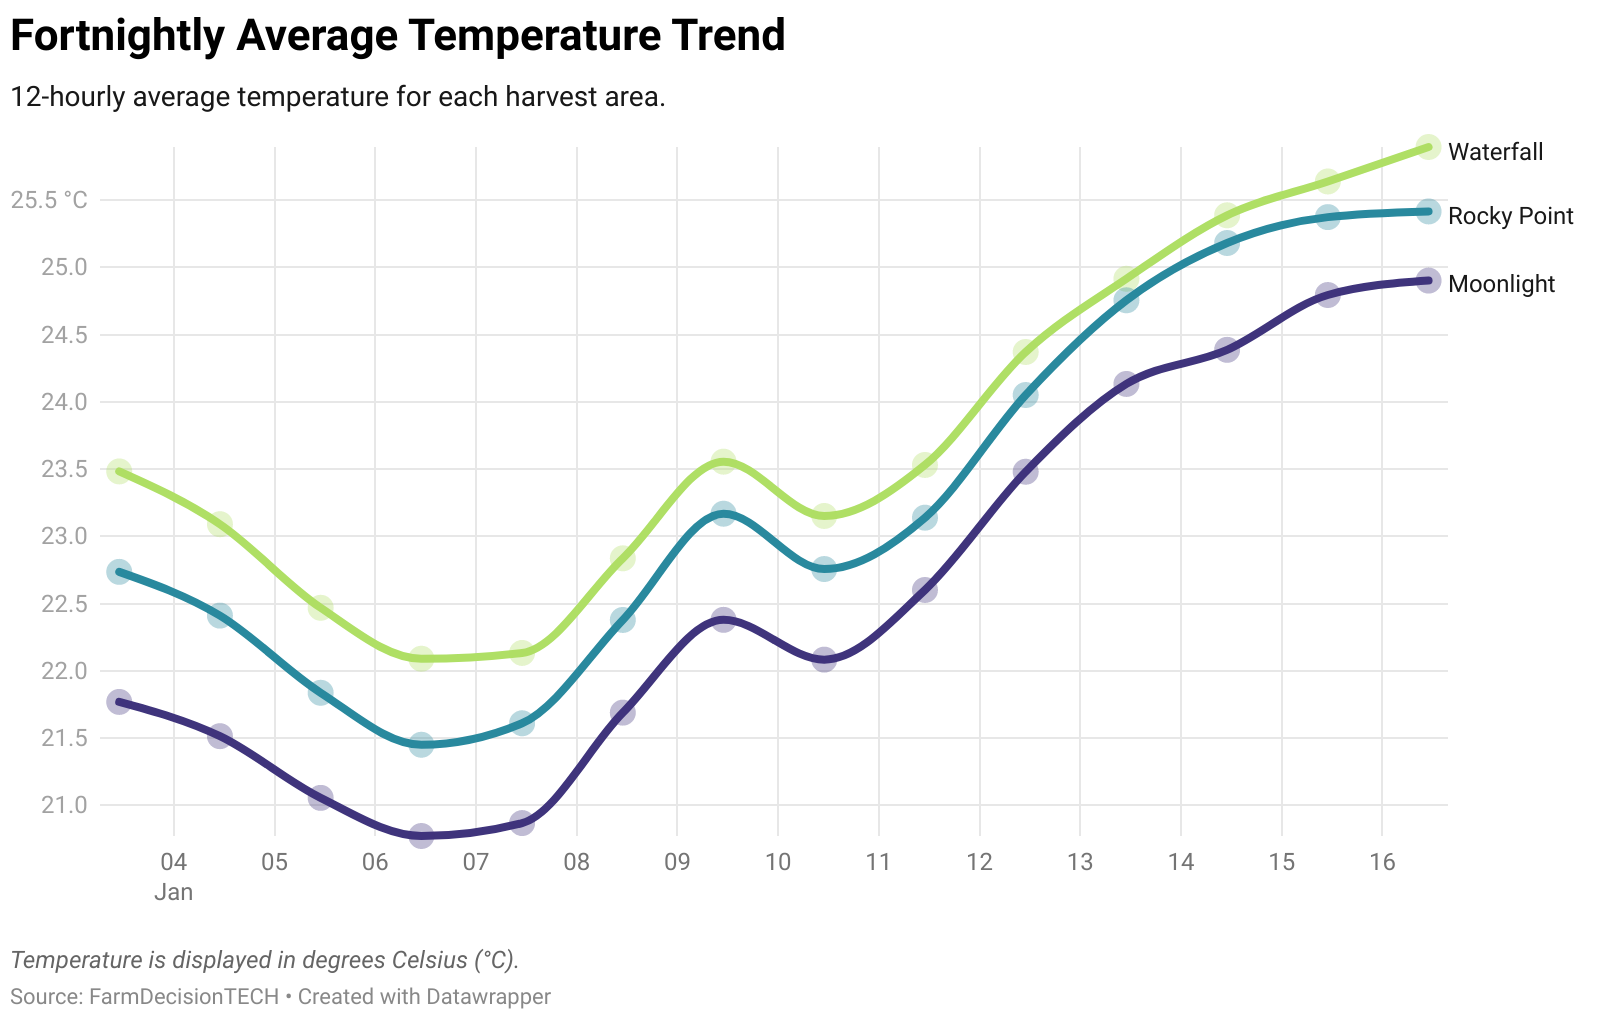 Fortnightly Average Temperature Trend
12-hourly average temperature for each harvest area.
Waterfall
25.5 °C
Rocky Point
25.0
Moonlight
24.5
24.0
23.5
23.0
22.5
22.0
21.5
21.0
04 05 06 07 08 09 10 11 12 13 14 15 16
Jan
Temperature is displayed in degrees Celsius (°C).
Source: FarmDecisionTECH • Created with Datawrapper